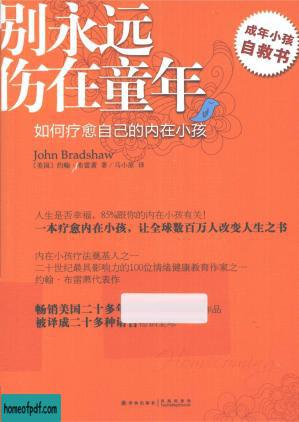 别永远
伤在童年
成年小孩
自救书
如何疗愈自己的内在小孩
John Bradshaw
(美国) 约翰·布雷萧 著 / 马小
人生是否幸福，85%跟你的内在小孩有关！
一本疗愈内在小孩，让全球数百万人改变人生之书
内在小孩疗法奠基人之一
二十世纪最具影响力的100位情绪健康教育作家之一
约翰·布雷萧代表作
畅销美国二十多年
品
被译成二十多种语言
Homecoming
homeofpdf.com
homeofpdf.com